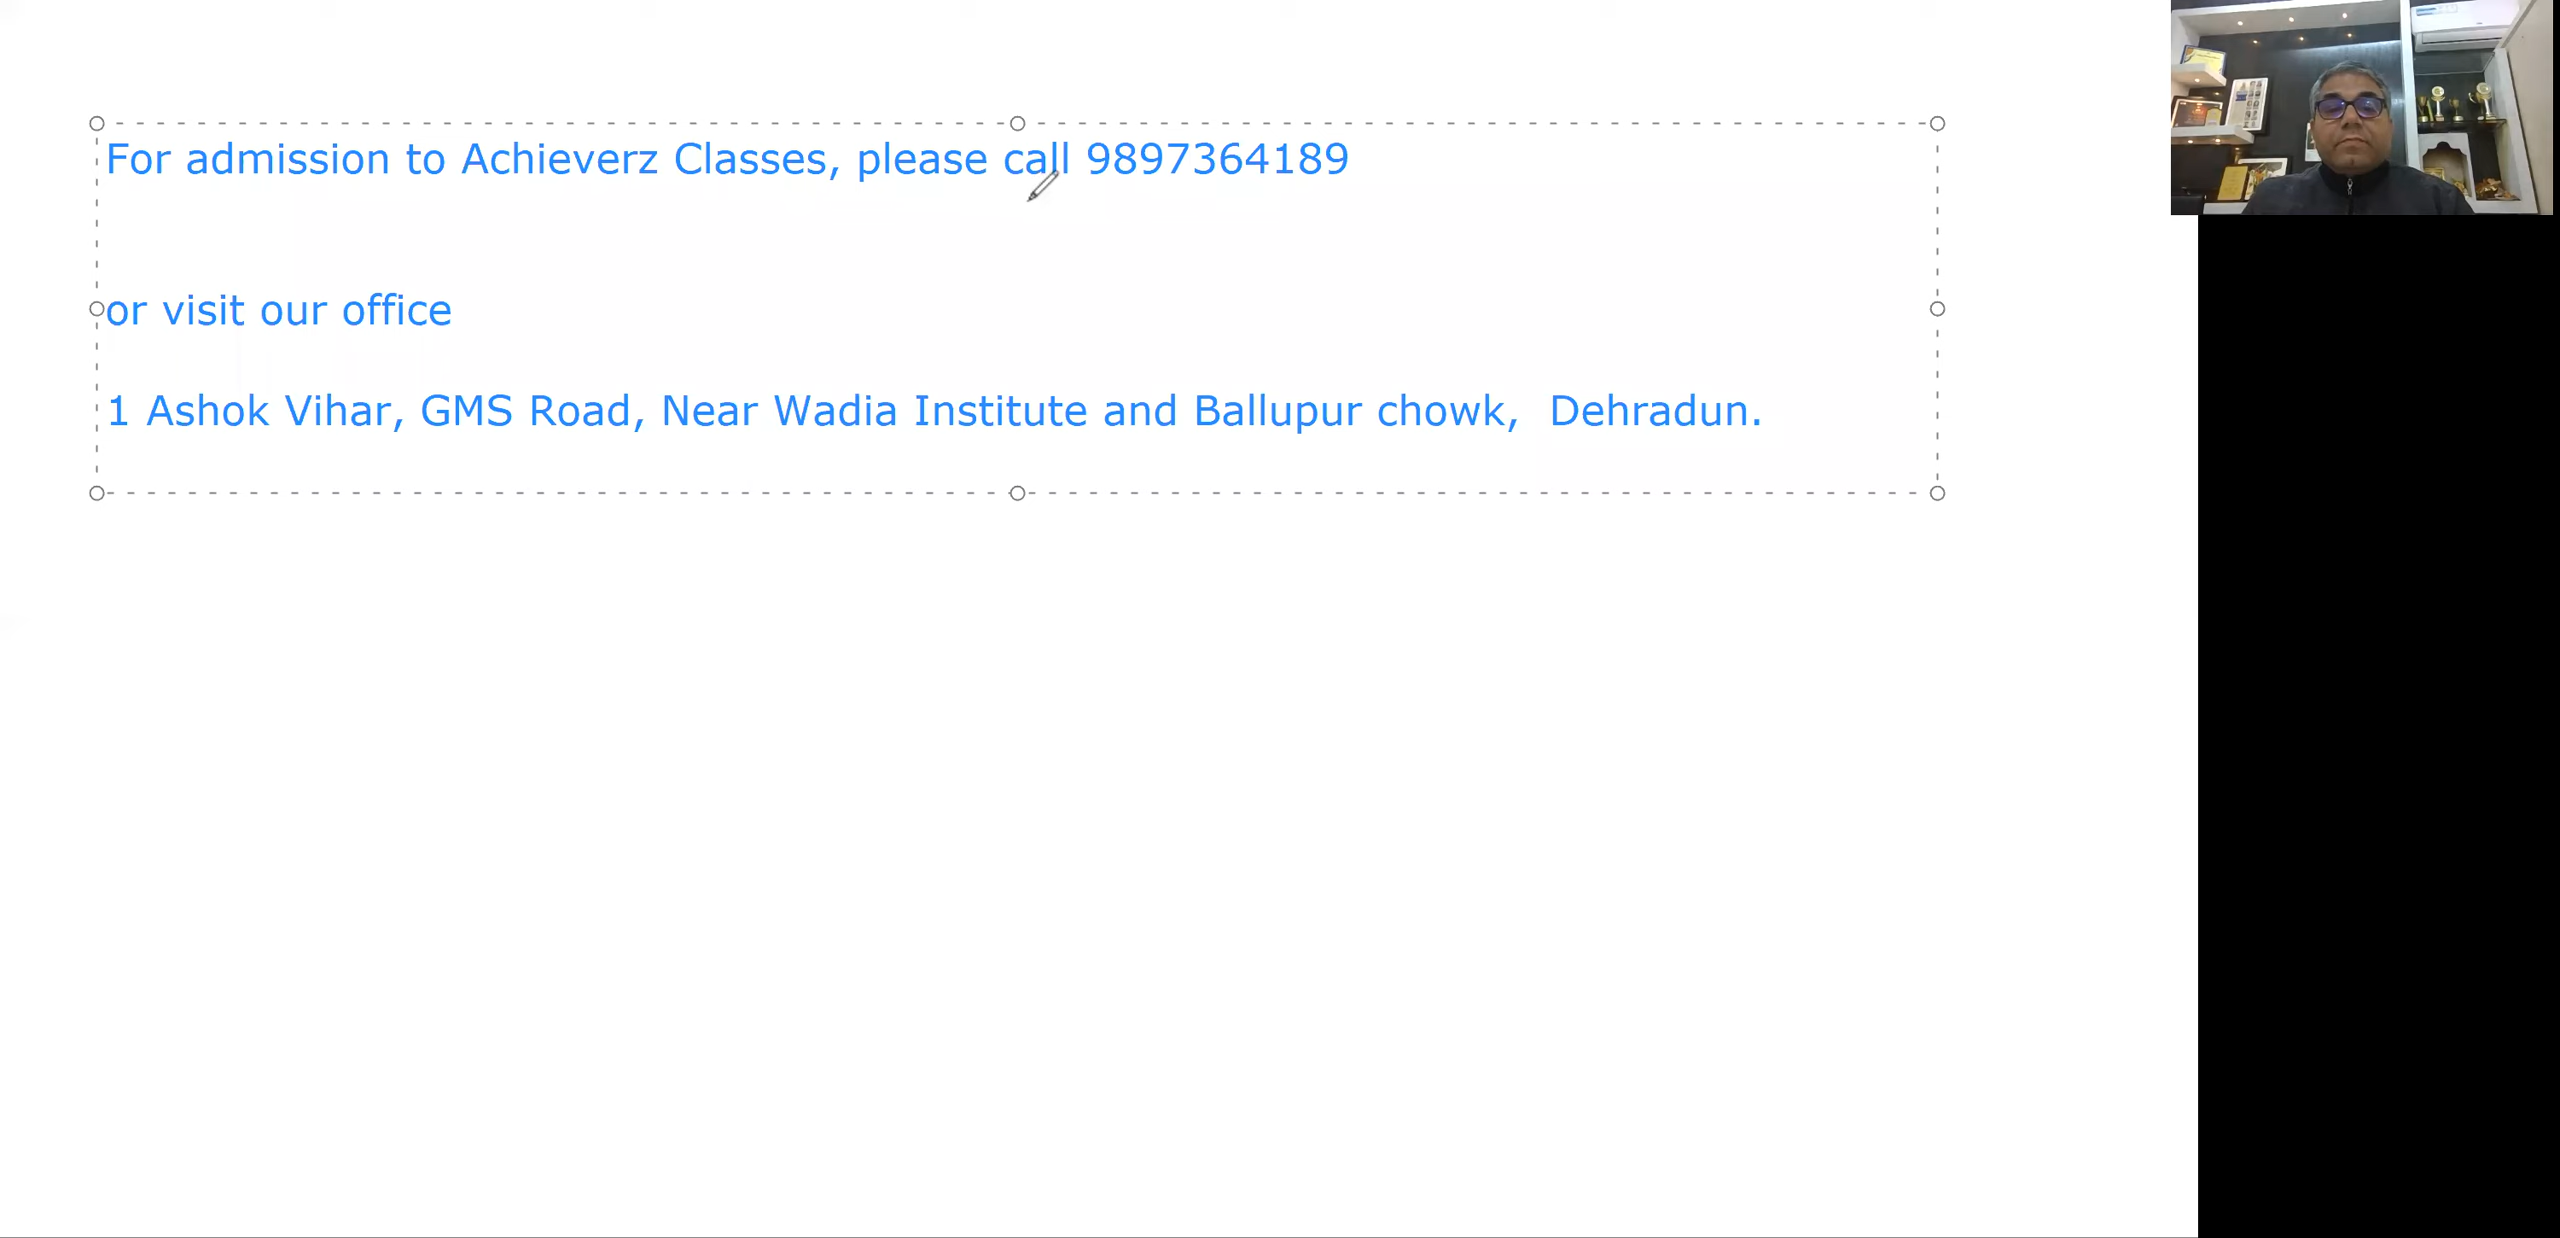 For admission to Achieverz Classes, please call 9897364189
or visit our office
1 Ashok Vihar, GMS Road, Near Wadia Institute and Ballupur chowk,  Dehradun.